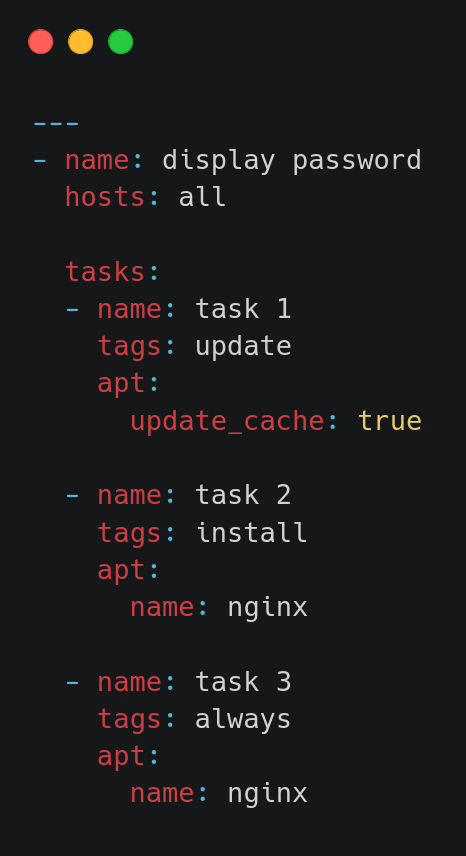 ---
- name: display password
  hosts: all

  tasks:
  - name: task 1
    tags: update
    apt:
      update_cache: true

  - name: task 2
    tags: install
    apt:
      name: nginx

  - name: task 3
    tags: always
    apt:
      name: nginx